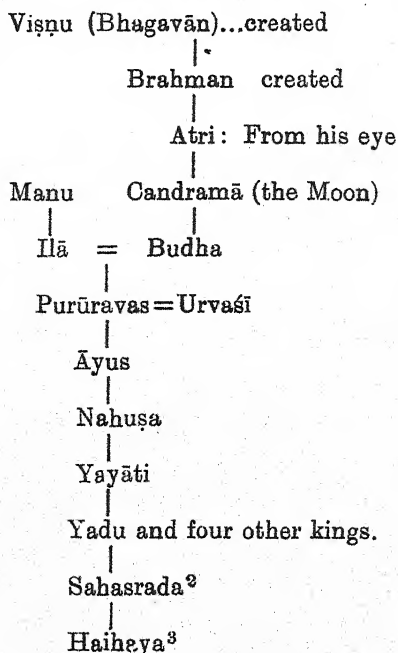 Viṣṇu (Bhagavān)...created
Brahman created
Atri: From his eye
Manu Candramā (the Moon)
Ilā = Budha
Purūravas=Urvaśī
Āyus
Nahuṣa
Yayāti
Yadu and four other kings.
Sahasrada²
Haihaya³